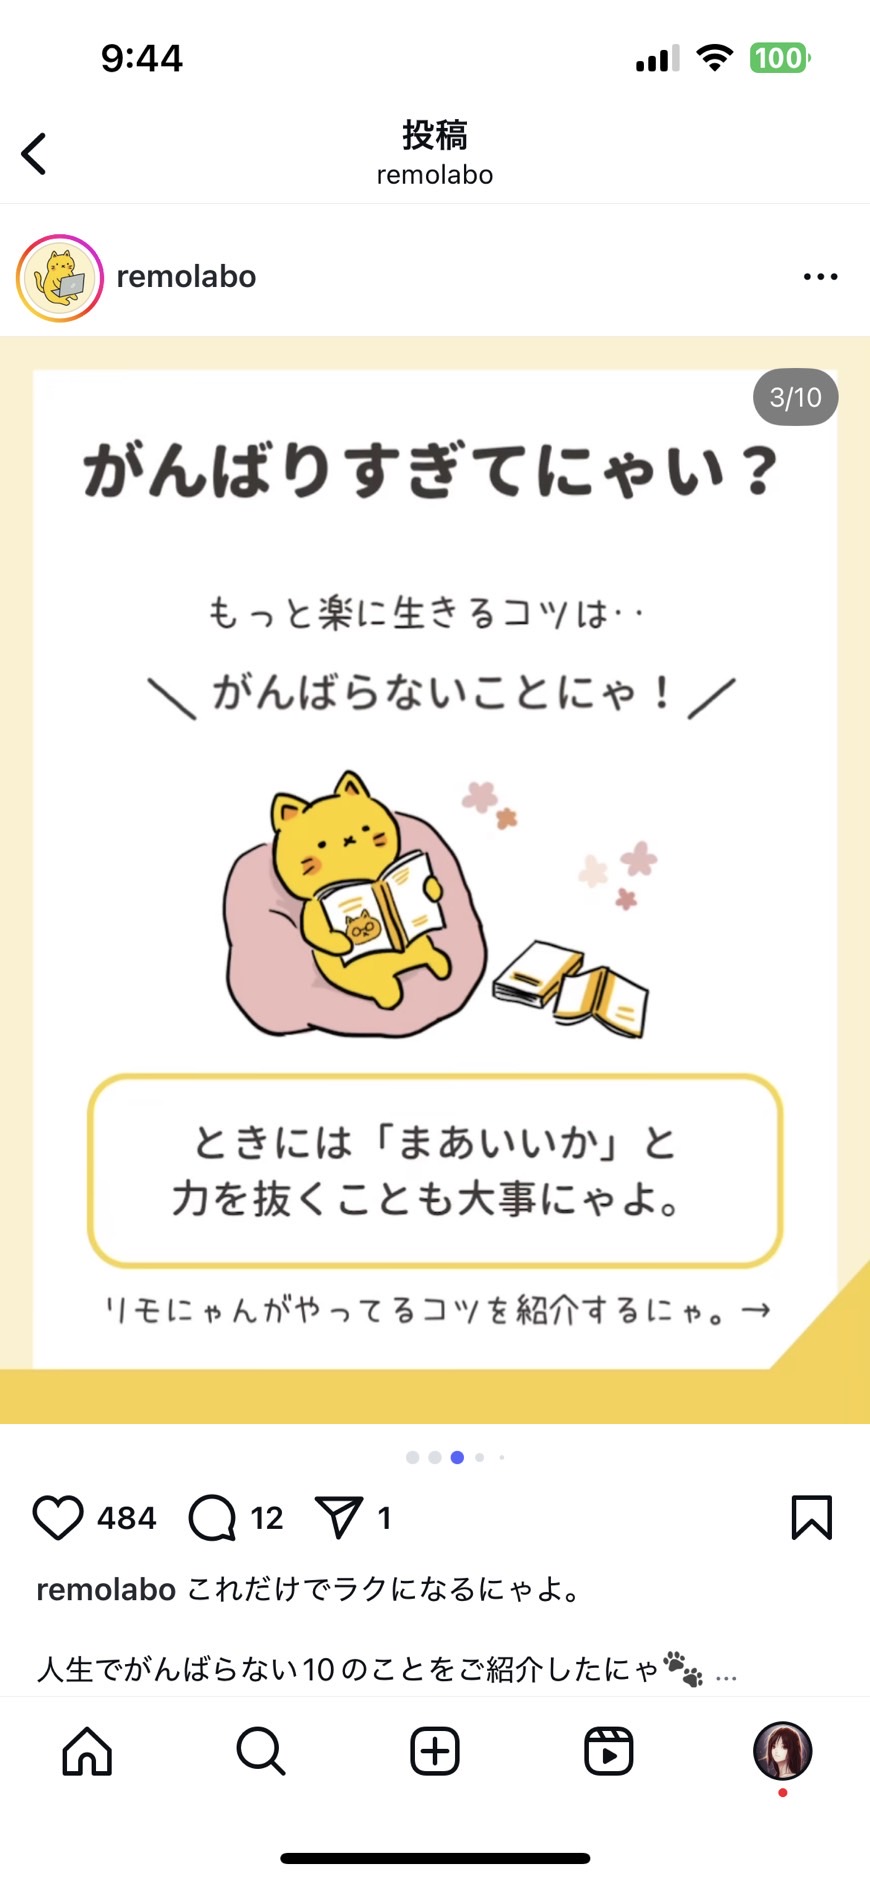 9:44
100
投稿
remolabo
remolabo
3/10
がんばりすぎてにゃい？
もっと楽に生きるコツは‥
＼ がんばらないことにゃ！ ／
ときには「まあいいか」と
力を抜くことも大事にゃよ。
リモにゃんがやってるコツを紹介するにゃ。→
484 12 1
remolabo これだけでラクになるにゃよ。
人生でがんばらない10のことをご紹介したにゃ🐾 ...